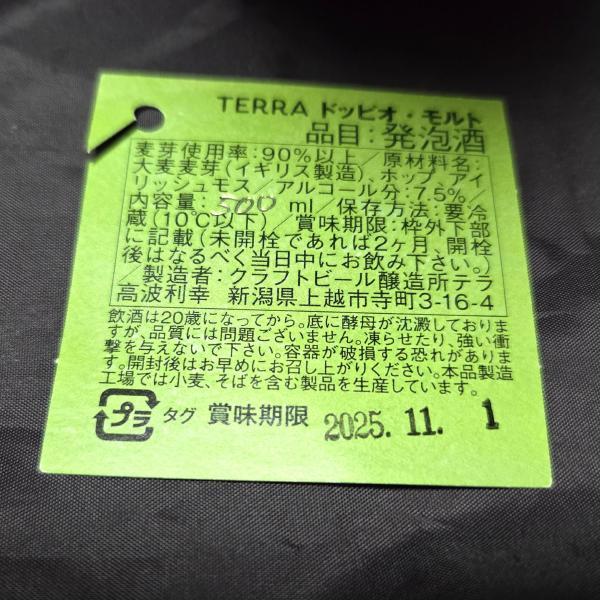 TERRA ドッピオ・モルト
品目:発泡酒
麦芽使用率:90%以上/原材料名:
大麦麦芽(イギリス製造)、ホップ、アイ
リッシュモス/アルコール分:7.5%
内容量:500ml/保存方法:要冷
蔵(10℃以下)/賞味期限:枠外下部
に記載(未開栓であれば2ヶ月、開栓
後はなるべく当日中にお飲み下さい。)
/製造者:クラフトビール醸造所テラ
高波利幸 新潟県上越市寺町3-16-4
飲酒は20歳になってから。底に酵母が沈澱しておりま
すが、品質には問題ございません。凍らせたり、強い衝
撃を与えないで下さい。容器が破損する恐れがありま
す。開封後はお早めにお召し上がりください。本品製造
工場では小麦、そばを含む製品を生産しています。
プラ タグ 賞味期限 2025.11. 1